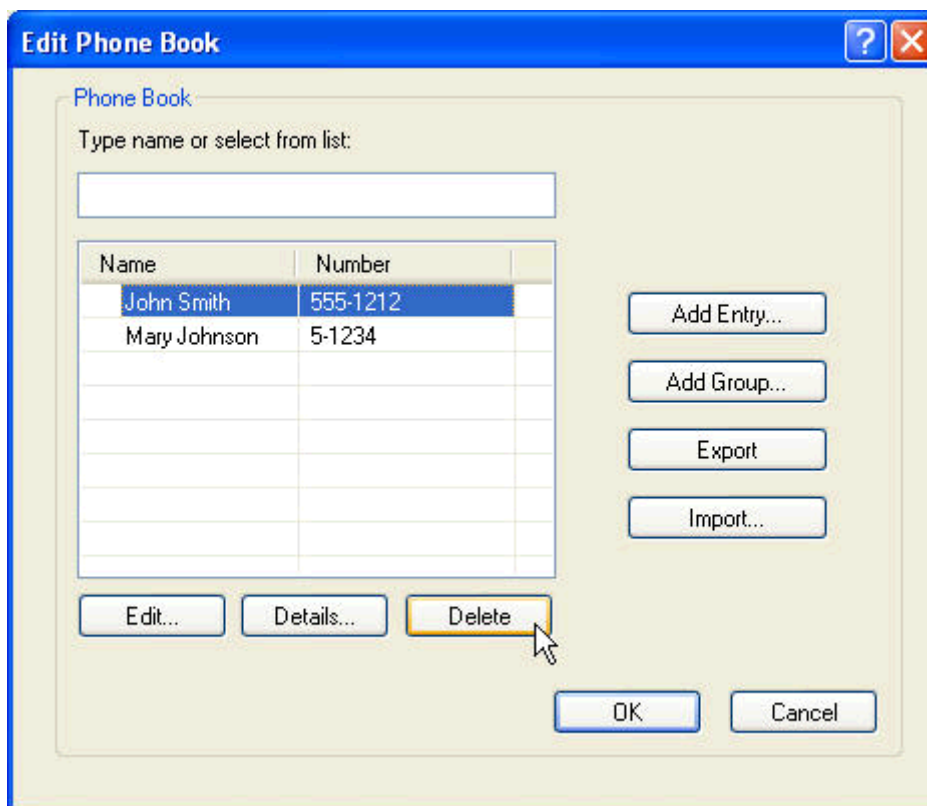 Edit Phone Book
?
Phone Book
Type name or select from list:
Name Number
John Smith 555-1212
Mary Johnson 5-1234
Add Entry...
Add Group...
Export
Import...
Edit... Details... Delete
OK Cancel